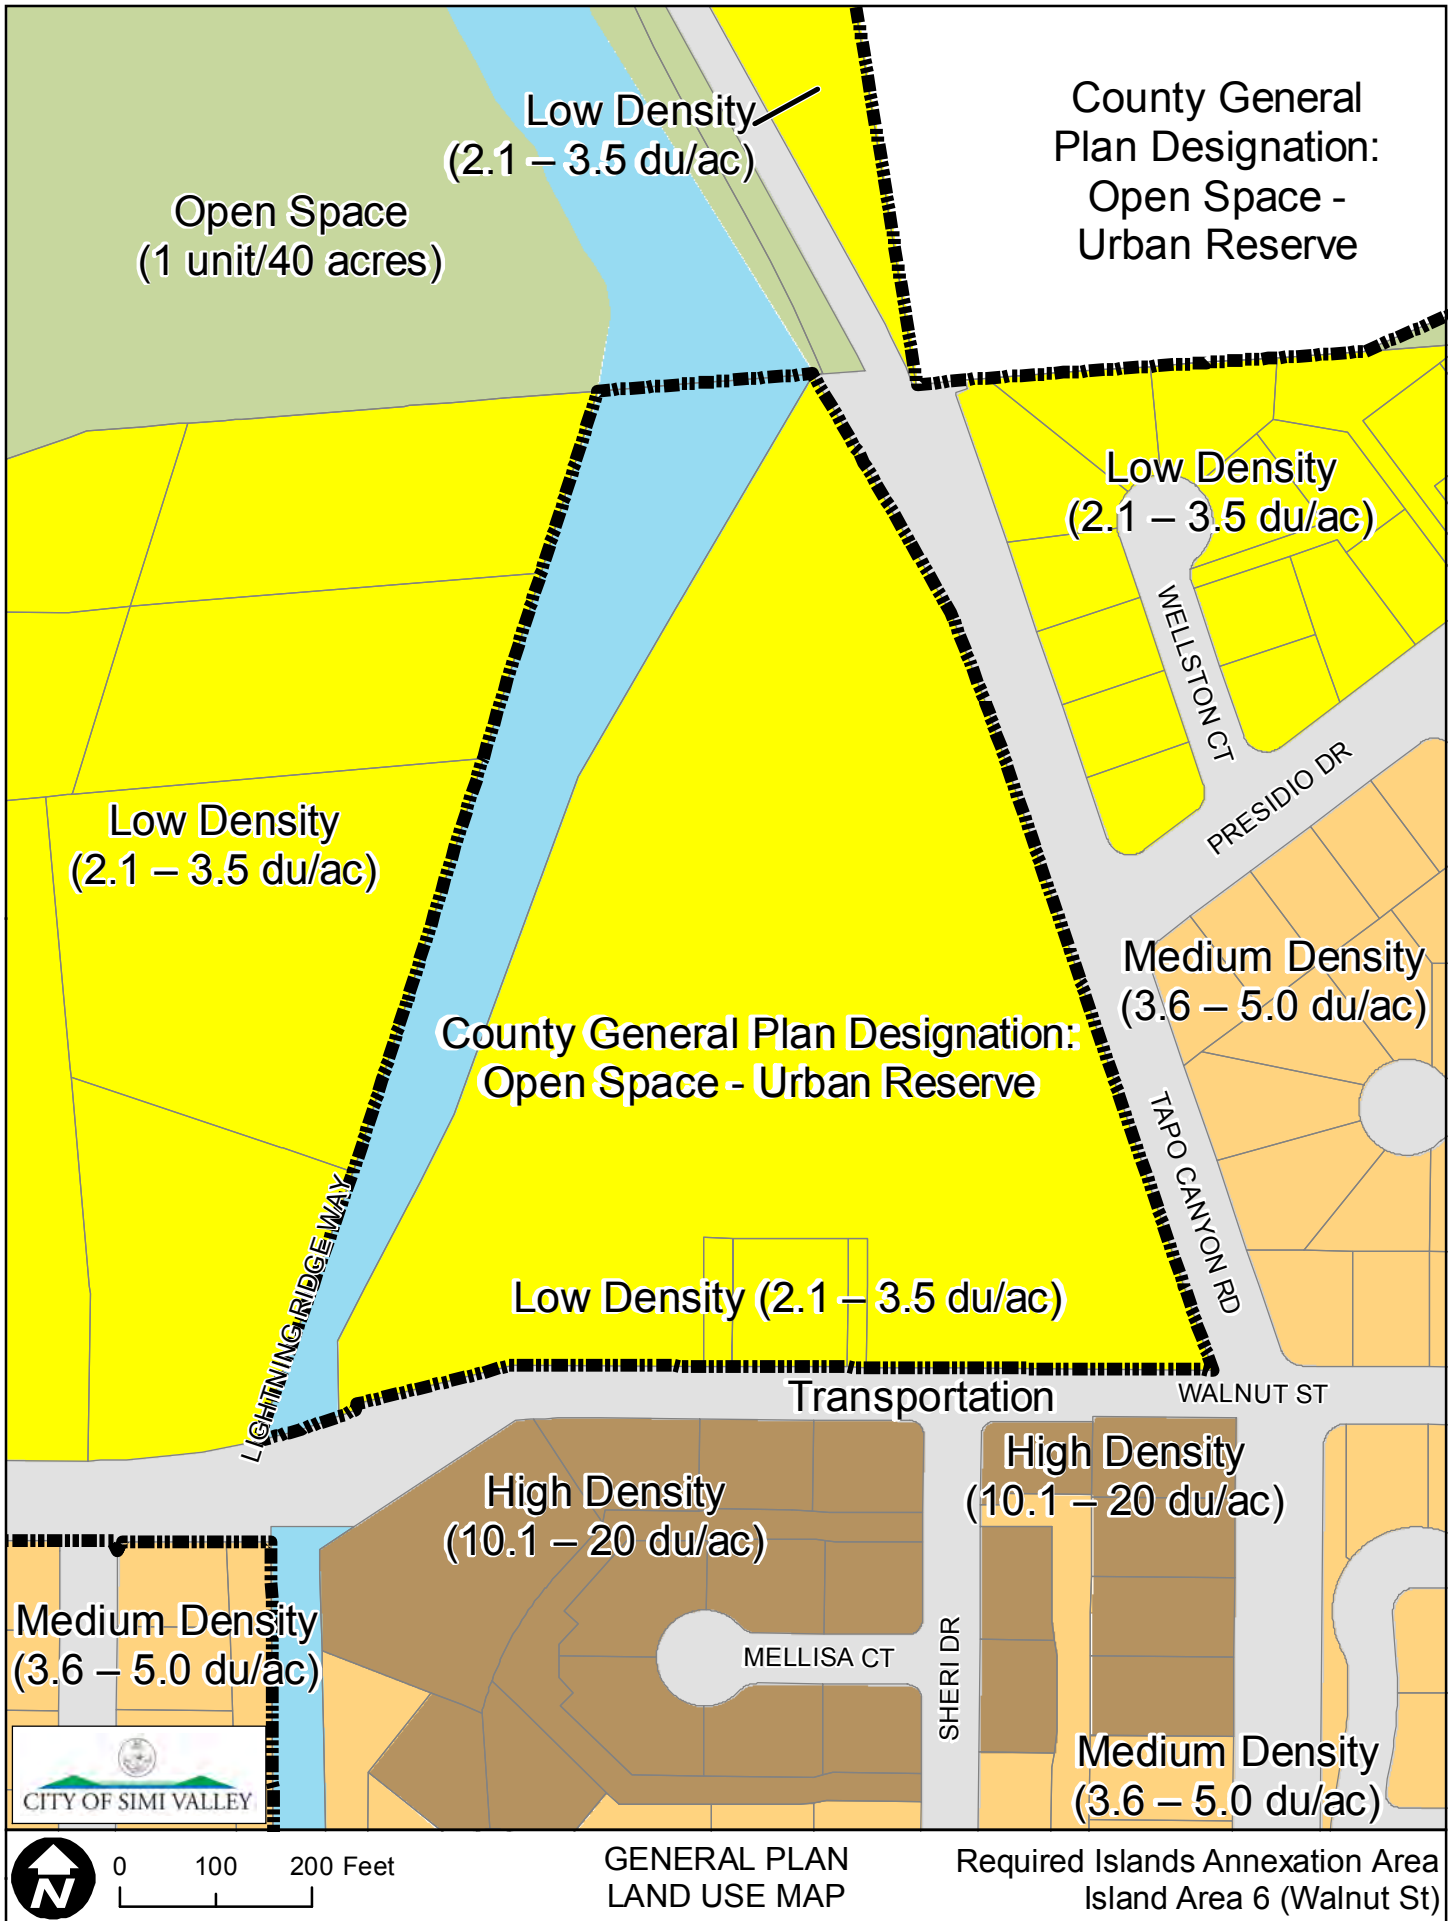 Low Density
(2.1 – 3.5 du/ac)
County General
Plan Designation:
Open Space -
Urban Reserve
Open Space
(1 unit/40 acres)
Low Density
(2.1 – 3.5 du/ac)
WELLSTON CT
PRESIDIO DR
Low Density
(2.1 – 3.5 du/ac)
Medium Density
(3.6 – 5.0 du/ac)
County General Plan Designation:
Open Space - Urban Reserve
TAPO CANYON RD
LIGHTNING RIDGE WAY
Low Density (2.1 – 3.5 du/ac)
Transportation
WALNUT ST
High Density
(10.1 – 20 du/ac)
High Density
(10.1 – 20 du/ac)
Medium Density
(3.6 – 5.0 du/ac)
MELLISA CT
SHERI DR
Medium Density
(3.6 – 5.0 du/ac)
CITY OF SIMI VALLEY
N
0 100 200 Feet
GENERAL PLAN
LAND USE MAP
Required Islands Annexation Area
Island Area 6 (Walnut St)